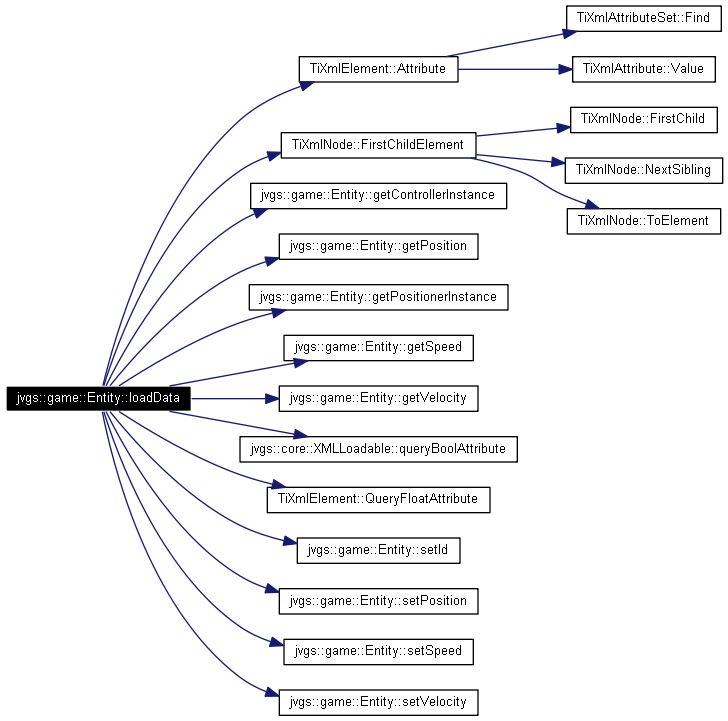 TiXmlAttributeSet::Find
TiXmlElement::Attribute
TiXmlAttribute::Value
TiXmlNode::FirstChild
TiXmlNode::FirstChildElement
TiXmlNode::NextSibling
jvgs::game::Entity::getControllerInstance
TiXmlNode::ToElement
jvgs::game::Entity::getPosition
jvgs::game::Entity::getPositionerInstance
jvgs::game::Entity::getSpeed
jvgs::game::Entity::loadData
jvgs::game::Entity::getVelocity
jvgs::core::XMLLoadable::queryBoolAttribute
TiXmlElement::QueryFloatAttribute
jvgs::game::Entity::setId
jvgs::game::Entity::setPosition
jvgs::game::Entity::setSpeed
jvgs::game::Entity::setVelocity